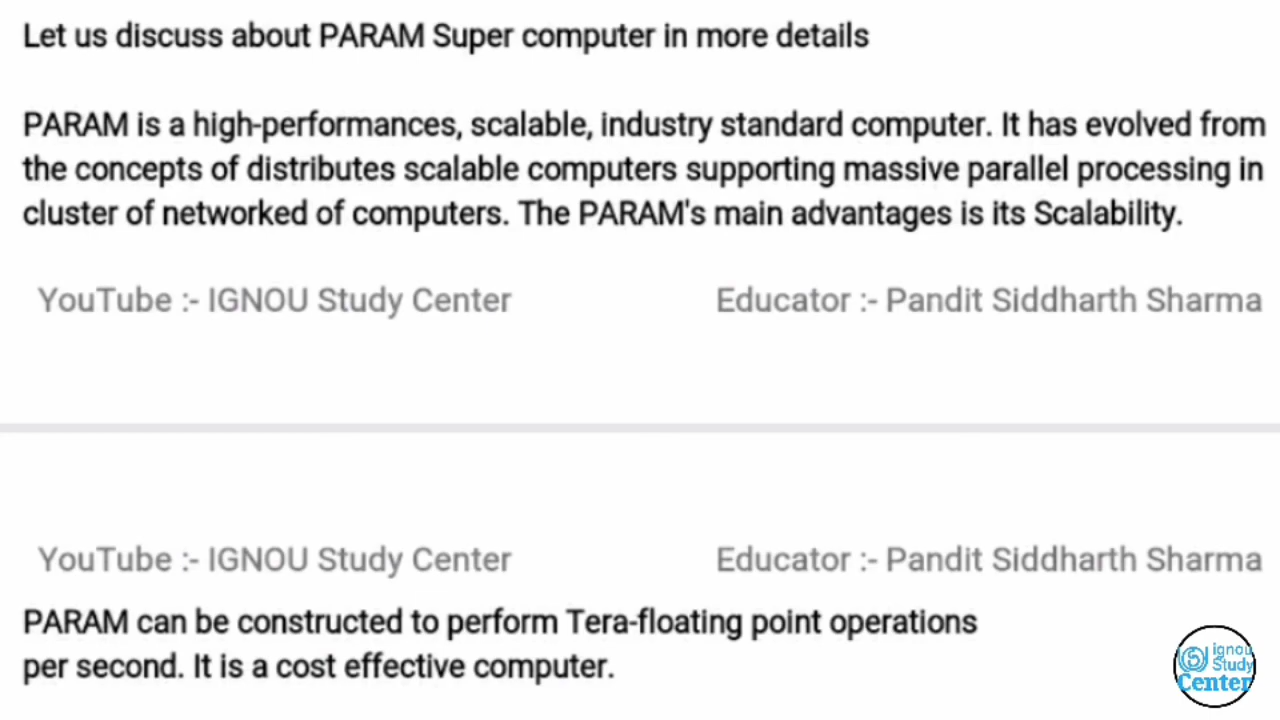 Let us discuss about PARAM Super computer in more details
PARAM is a high-performances, scalable, industry standard computer. It has evolved from
the concepts of distributes scalable computers supporting massive parallel processing in
cluster of networked of computers. The PARAM's main advantages is its Scalability.
YouTube :- IGNOU Study Center Educator :- Pandit Siddharth Sharma
YouTube :- IGNOU Study Center Educator :- Pandit Siddharth Sharma
PARAM can be constructed to perform Tera-floating point operations
per second. It is a cost effective computer.
ignou
Study
Center